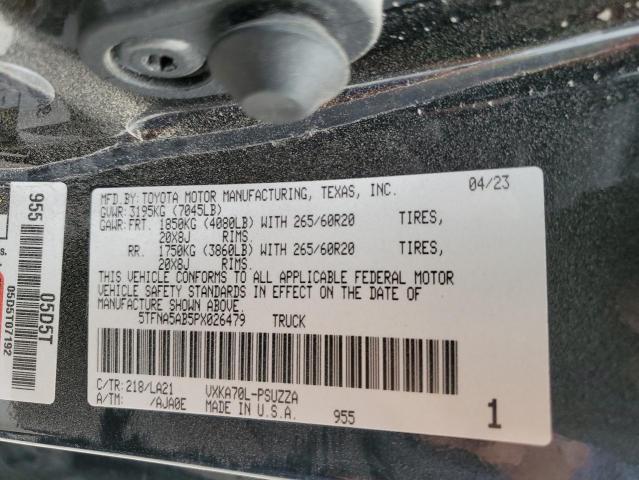 MFD.BY: TOYOTA MOTOR MANUFACTURING, TEXAS, INC. 04/23
GVWR: 3195KG (7045LB)
GAWR: FRT. 1850KG (4080LB) WITH 265/60R20 TIRES,
20X8J RIMS.
RR. 1750KG (3860LB) WITH 265/60R20 TIRES,
20X8J RIMS.
THIS VEHICLE CONFORMS TO ALL APPLICABLE FEDERAL MOTOR
VEHICLE SAFETY STANDARDS IN EFFECT ON THE DATE OF
MANUFACTURE SHOWN ABOVE.
5TFNA5AB5PX026479 TRUCK
C/TR: 218/LA21 VXKA70L-PSUZZA
A/TM: /AJA0E MADE IN U.S.A. 955 1
955 05D5T
05D5T07192